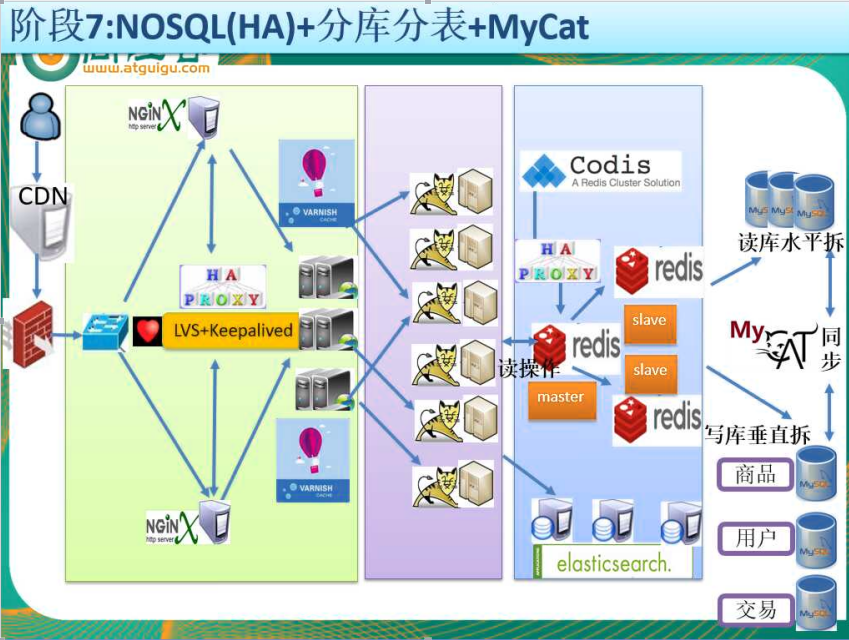 阶段7:NOSQL(HA)+分库分表+MyCat
www.atguigu.com
CDN
NGiNX
http server
VARNISH
CACHE
HA
PROXY
LVS+Keepalived
VARNISH
CACHE
NGiNX
http server
Codis
A Redis Cluster Solution
HA
PROXY
redis
slave
redis
读操作
slave
master
redis
elasticsearch.
MySQL
读库水平拆
MyCAT
同步
写库垂直拆
商品
MySQL
用户
MySQL
交易
MySQL